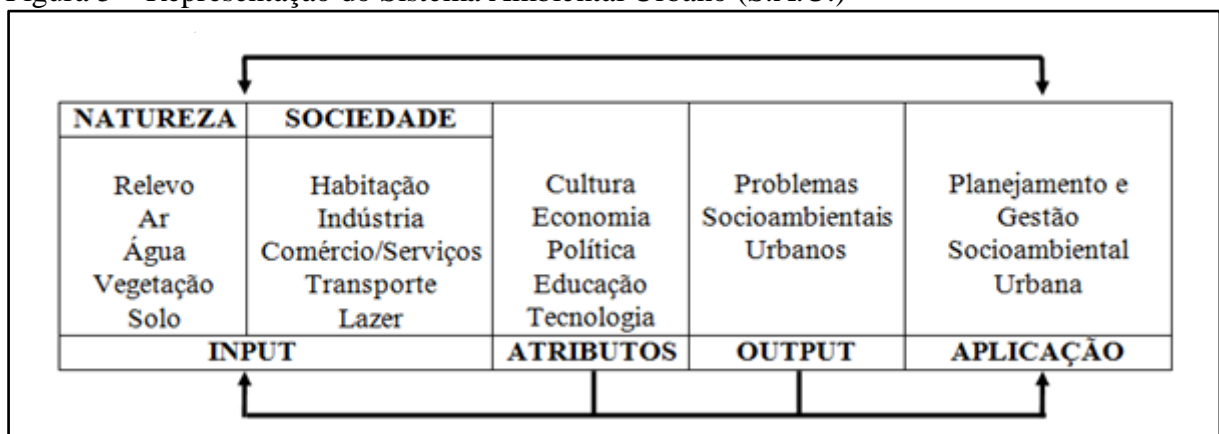 Figura 3 – Representação do Sistema Ambiental Urbano (S.A.U.)
NATUREZA
Relevo
Ar
Água
Vegetação
Solo
SOCIEDADE
Habitação
Indústria
Comércio/Serviços
Transporte
Lazer
INPUT
Cultura
Economia
Política
Educação
Tecnologia
ATRIBUTOS
Problemas
Socioambientais
Urbanos
OUTPUT
Planejamento e
Gestão
Socioambiental
Urbana
APLICAÇÃO